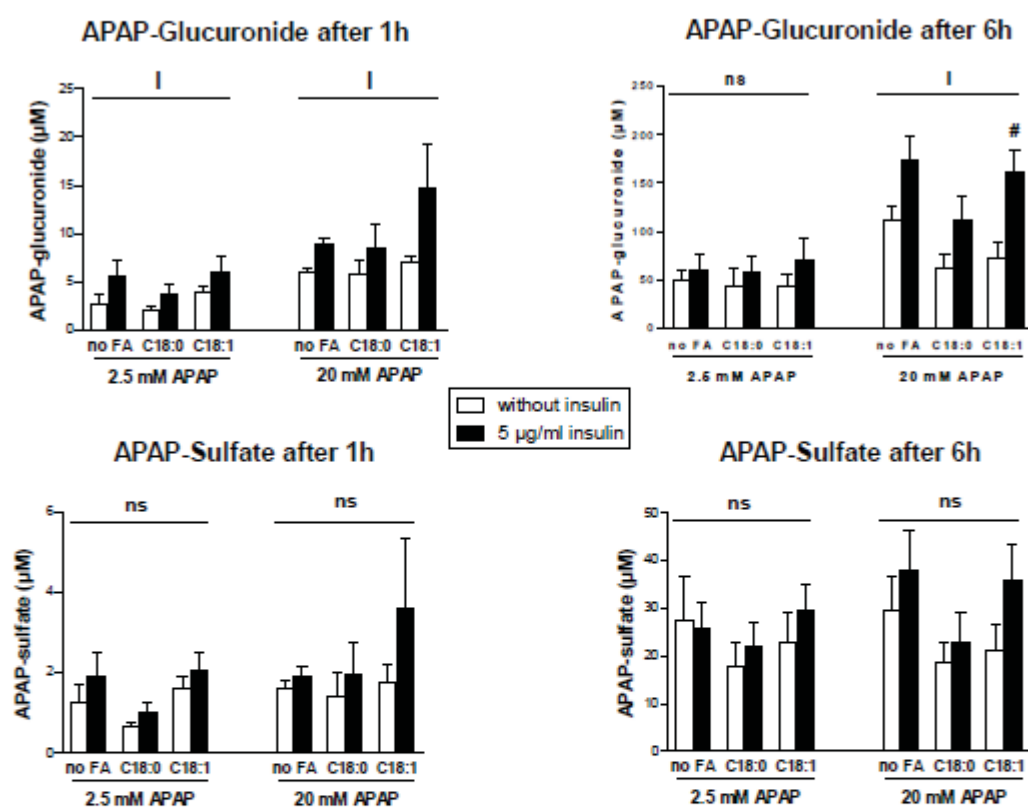 APAP-Glucuronide after 1h
I I
APAP-glucuronide (µM)
25
20
15
10
5
0
no FA C18:0 C18:1 no FA C18:0 C18:1
2.5 mM APAP 20 mM APAP
APAP-Glucuronide after 6h
ns I
#
APAP-glucuronide (µM)
250
200
150
100
50
0
no FA C18:0 C18:1 no FA C18:0 C18:1
2.5 mM APAP 20 mM APAP
without insulin
5 µg/ml insulin
APAP-Sulfate after 1h
ns ns
APAP-sulfate (µM)
6
4
2
0
no FA C18:0 C18:1 no FA C18:0 C18:1
2.5 mM APAP 20 mM APAP
APAP-Sulfate after 6h
ns ns
APAP-sulfate (µM)
50
40
30
20
10
0
no FA C18:0 C18:1 no FA C18:0 C18:1
2.5 mM APAP 20 mM APAP